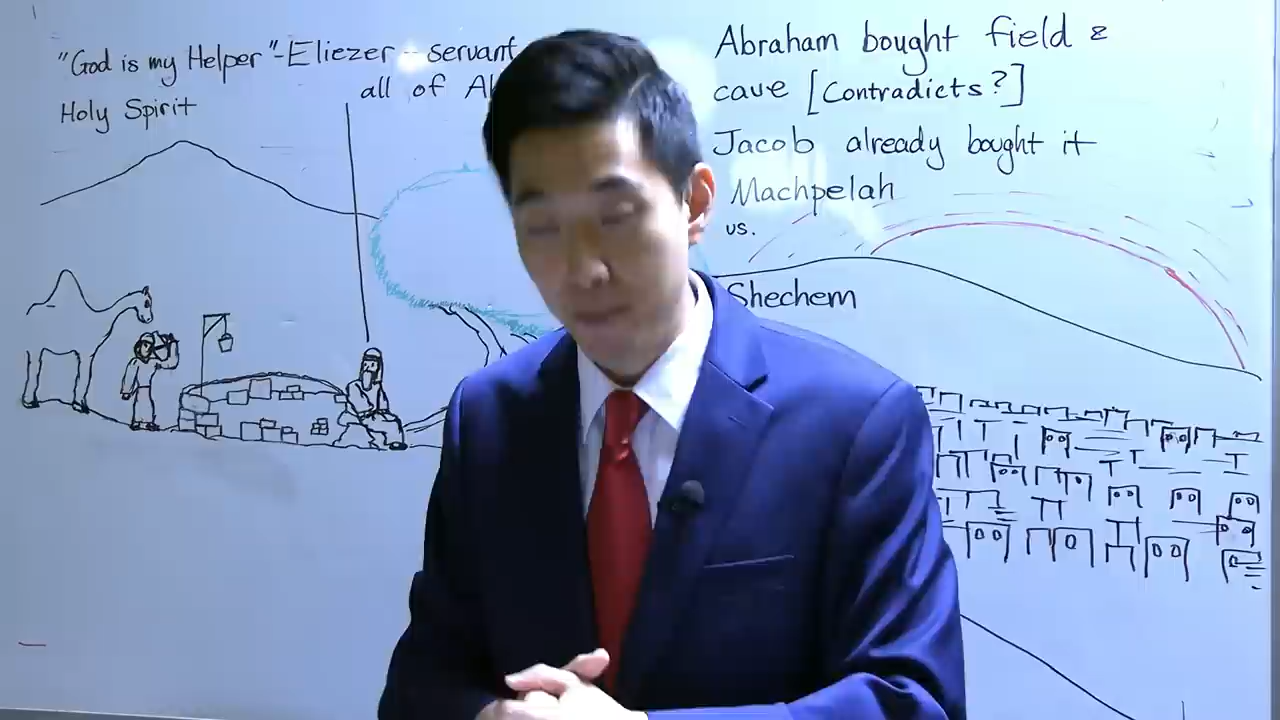 "God is my Helper"-Eliezer servant
all of
Holy Spirit
Abraham bought field &
cave [Contradicts?]
Jacob already bought it
Machpelah
vs.
Shechem